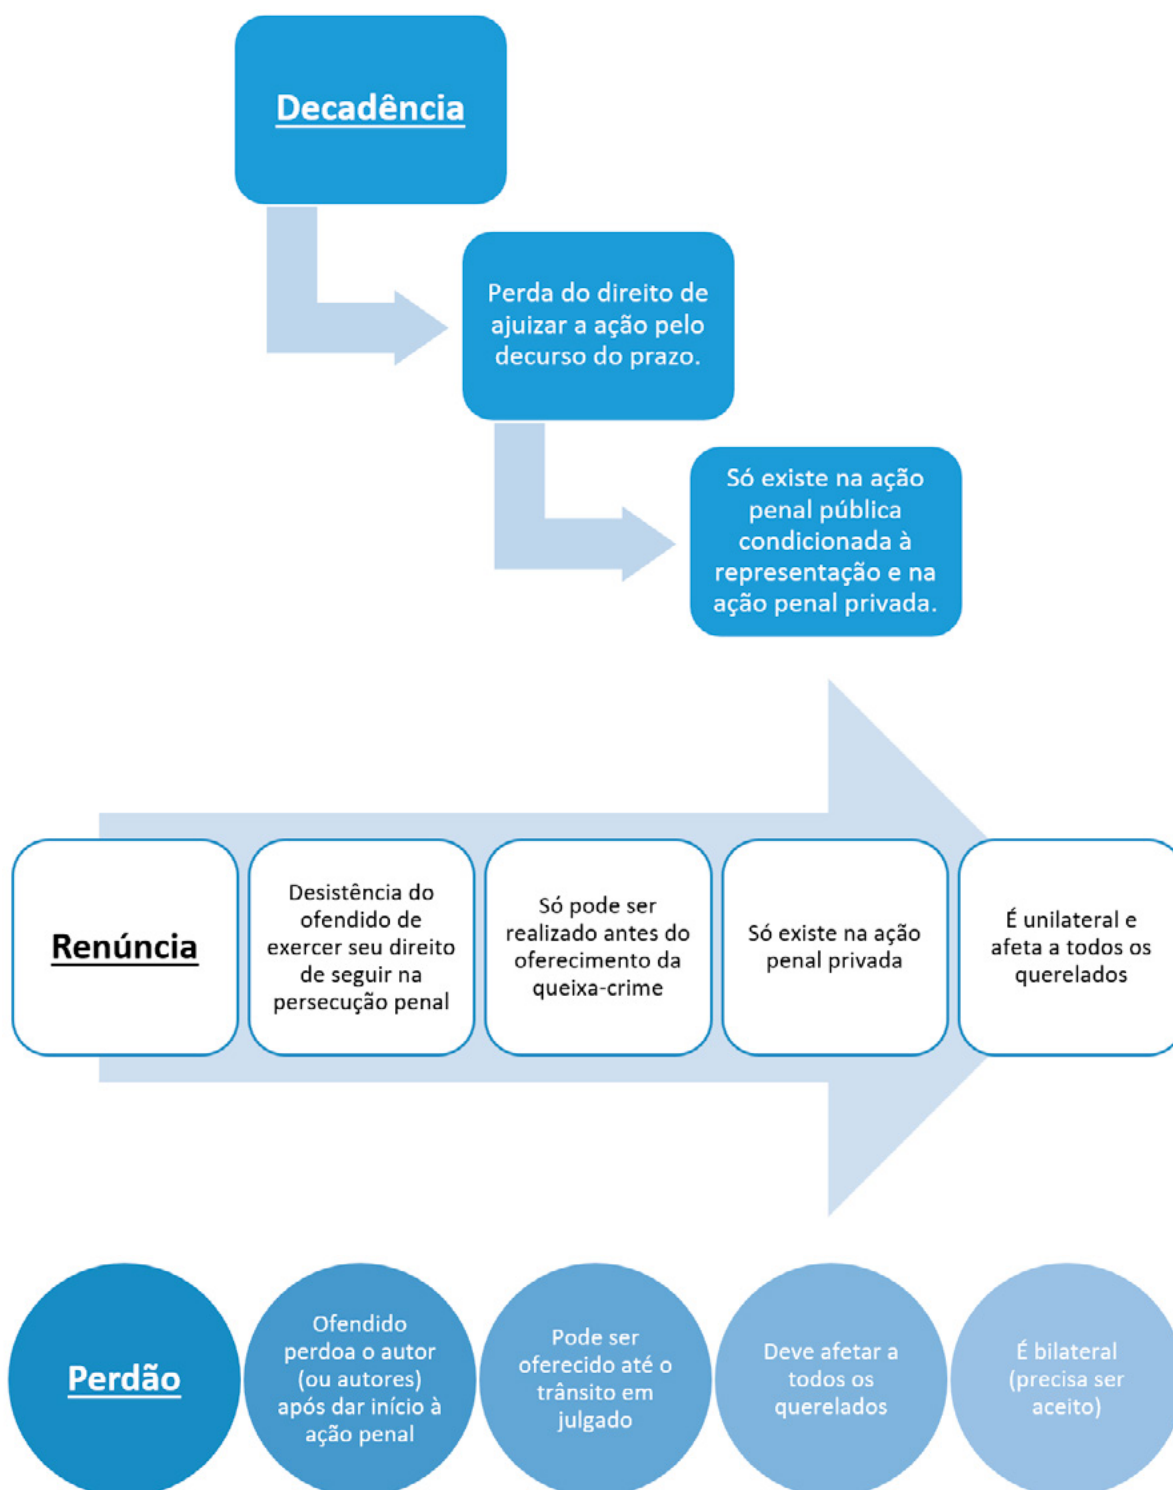 Decadência
Perda do direito de
ajuizar a ação pelo
decurso do prazo.
Só existe na ação
penal pública
condicionada à
representação e na
ação penal privada.
Renúncia
Desistência do
ofendido de
exercer seu direito
de seguir na
persecução penal
Só pode ser
realizado antes do
oferecimento da
queixa-crime
Só existe na ação
penal privada
É unilateral e
afeta a todos os
querelados
Perdão
Ofendido
perdoa o autor
(ou autores)
após dar início à
ação penal
Pode ser
oferecido até o
trânsito em
julgado
Deve afetar a
todos os
querelados
É bilateral
(precisa ser
aceito)